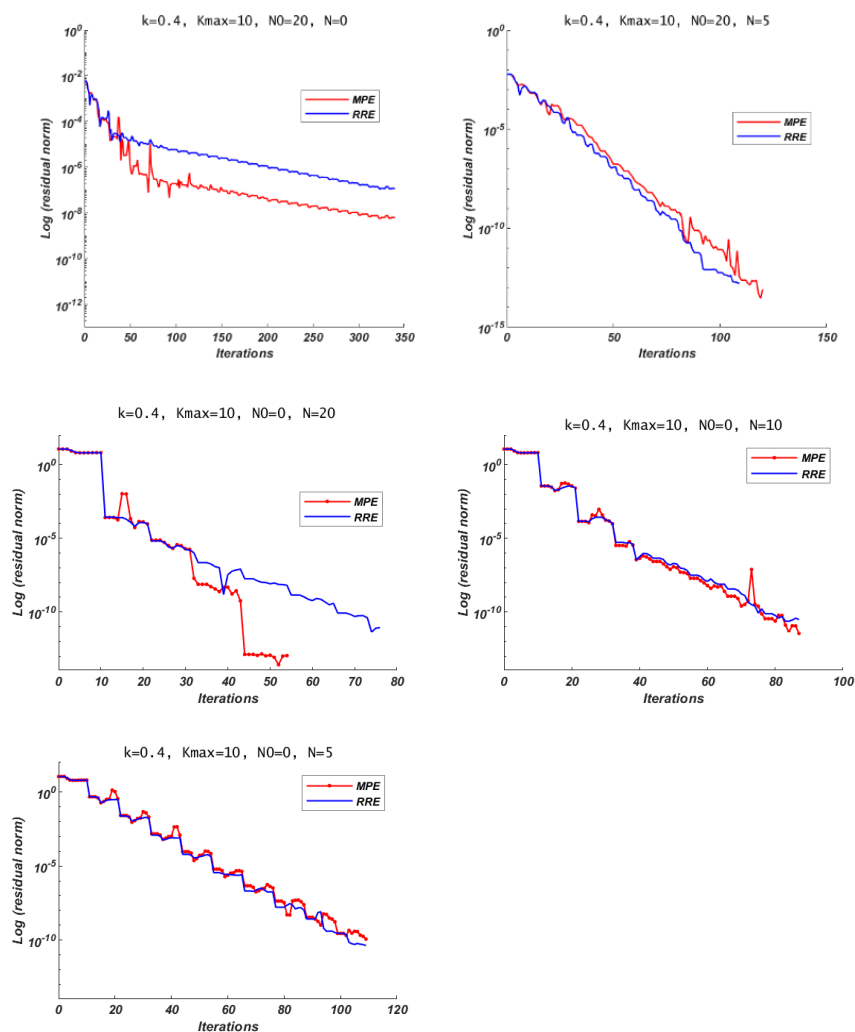 k=0.4, Kmax=10, N0=20, N=0
10^0
10^-2
10^-4
10^-6
10^-8
10^-10
10^-12
Log (residual norm)
MPE
RRE
0 50 100 150 200 250 300 350
Iterations
k=0.4, Kmax=10, N0=20, N=5
10^0
10^-5
10^-10
10^-15
Log (residual norm)
MPE
RRE
0 50 100 150
Iterations
k=0.4, Kmax=10, N0=0, N=20
10^0
10^-5
10^-10
Log (residual norm)
MPE
RRE
0 10 20 30 40 50 60 70 80
Iterations
k=0.4, Kmax=10, N0=0, N=10
10^0
10^-5
10^-10
Log (residual norm)
MPE
RRE
0 20 40 60 80 100
Iterations
k=0.4, Kmax=10, N0=0, N=5
10^0
10^-5
10^-10
Log (residual norm)
MPE
RRE
0 20 40 60 80 100 120
Iterations